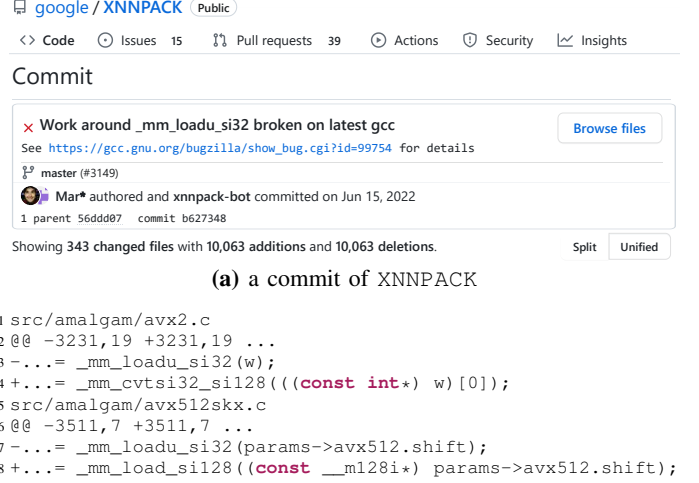 google / XNNPACK Public
Code Issues 15 Pull requests 39 Actions Security Insights
Commit
Work around _mm_loadu_si32 broken on latest gcc
Browse files
See https://gcc.gnu.org/bugzilla/show_bug.cgi?id=99754 for details
master (#3149)
Mar* authored and xnnpack-bot committed on Jun 15, 2022
1 parent 56ddd07 commit b627348
Showing 343 changed files with 10,063 additions and 10,063 deletions.
Split Unified
(a) a commit of XNNPACK
1 src/amalgam/avx2.c
2 @@ -3231,19 +3231,19 ...
3 -...= _mm_loadu_si32(w);
4 +...= _mm_cvtsi32_si128(((const int*) w)[0]);
5 src/amalgam/avx512skx.c
6 @@ -3511,7 +3511,7 ...
7 -...= _mm_loadu_si32(params->avx512.shift);
8 +...= _mm_load_si128((const __m128i*) params->avx512.shift);